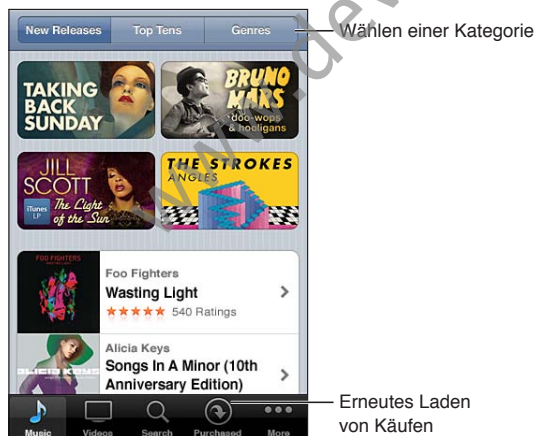 New Releases Top Tens Genres
Wählen einer Kategorie
TAKING
BACK
SUNDAY
BRUNO
MARS
doo-wops
& hooligans
JILL
SCOTT
iTunes
LP
The Light
of the Sun
THE STROKES
ANGLES
FOO FIGHTERS
Foo Fighters
Wasting Light
540 Ratings
alicia keys
Alicia Keys
Songs In A Minor (10th
Anniversary Edition)
Erneutes Laden
von Käufen
Music Videos Search Purchased More